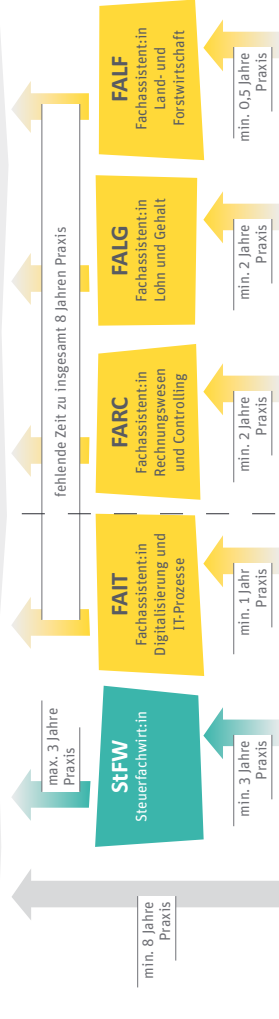 min. 8 Jahre
Praxis
max. 3 Jahre
Praxis
StFW
Steuerfachwirt:in
min. 3 Jahre
Praxis
fehlende Zeit zu insgesamt 8 Jahren Praxis
FAIT
Fachassistent:in
Digitalisierung und
IT-Prozesse
min. 1 Jahr
Praxis
FARC
Fachassistent:in
Rechnungswesen
und Controlling
min. 2 Jahre
Praxis
FALG
Fachassistent:in
Lohn und Gehalt
min. 2 Jahre
Praxis
FALF
Fachassistent:in
Land- und
Forstwirtschaft
min. 0,5 Jahre
Praxis